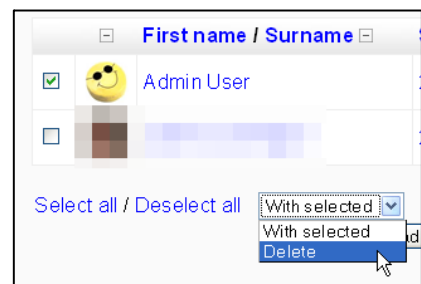 First name / Surname
Admin User
Select all / Deselect all With selected
With selected
Delete